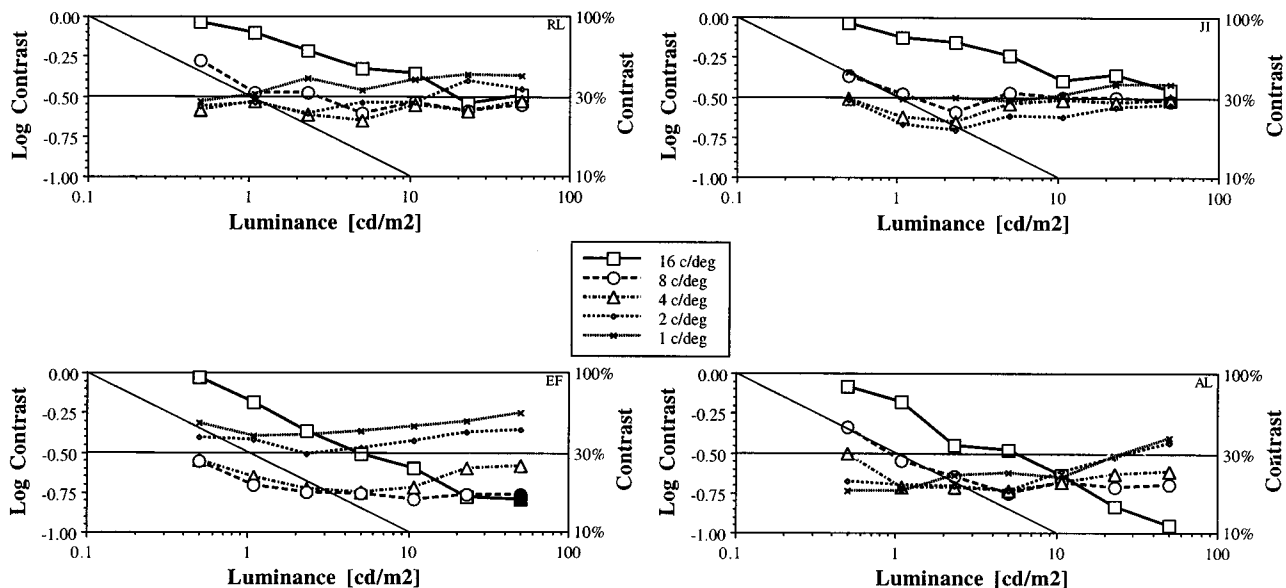 RL
0.00
-0.25
-0.50
-0.75
-1.00
Log Contrast
100%
30%
10%
Contrast
0.1 1 10 100
Luminance [cd/m2]
JI
0.00
-0.25
-0.50
-0.75
-1.00
Log Contrast
100%
30%
10%
Contrast
0.1 1 10 100
Luminance [cd/m2]
16 c/deg
8 c/deg
4 c/deg
2 c/deg
1 c/deg
EF
0.00
-0.25
-0.50
-0.75
-1.00
Log Contrast
100%
30%
10%
Contrast
0.1 1 10 100
Luminance [cd/m2]
AL
0.00
-0.25
-0.50
-0.75
-1.00
Log Contrast
100%
30%
10%
Contrast
0.1 1 10 100
Luminance [cd/m2]